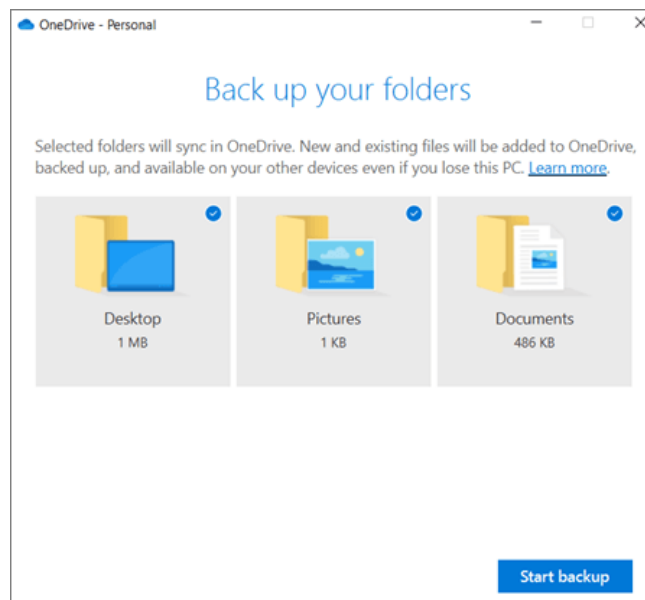 OneDrive - Personal
Back up your folders
Selected folders will sync in OneDrive. New and existing files will be added to OneDrive,
backed up, and available on your other devices even if you lose this PC. Learn more.
Desktop
1 MB
Pictures
1 KB
Documents
486 KB
Start backup